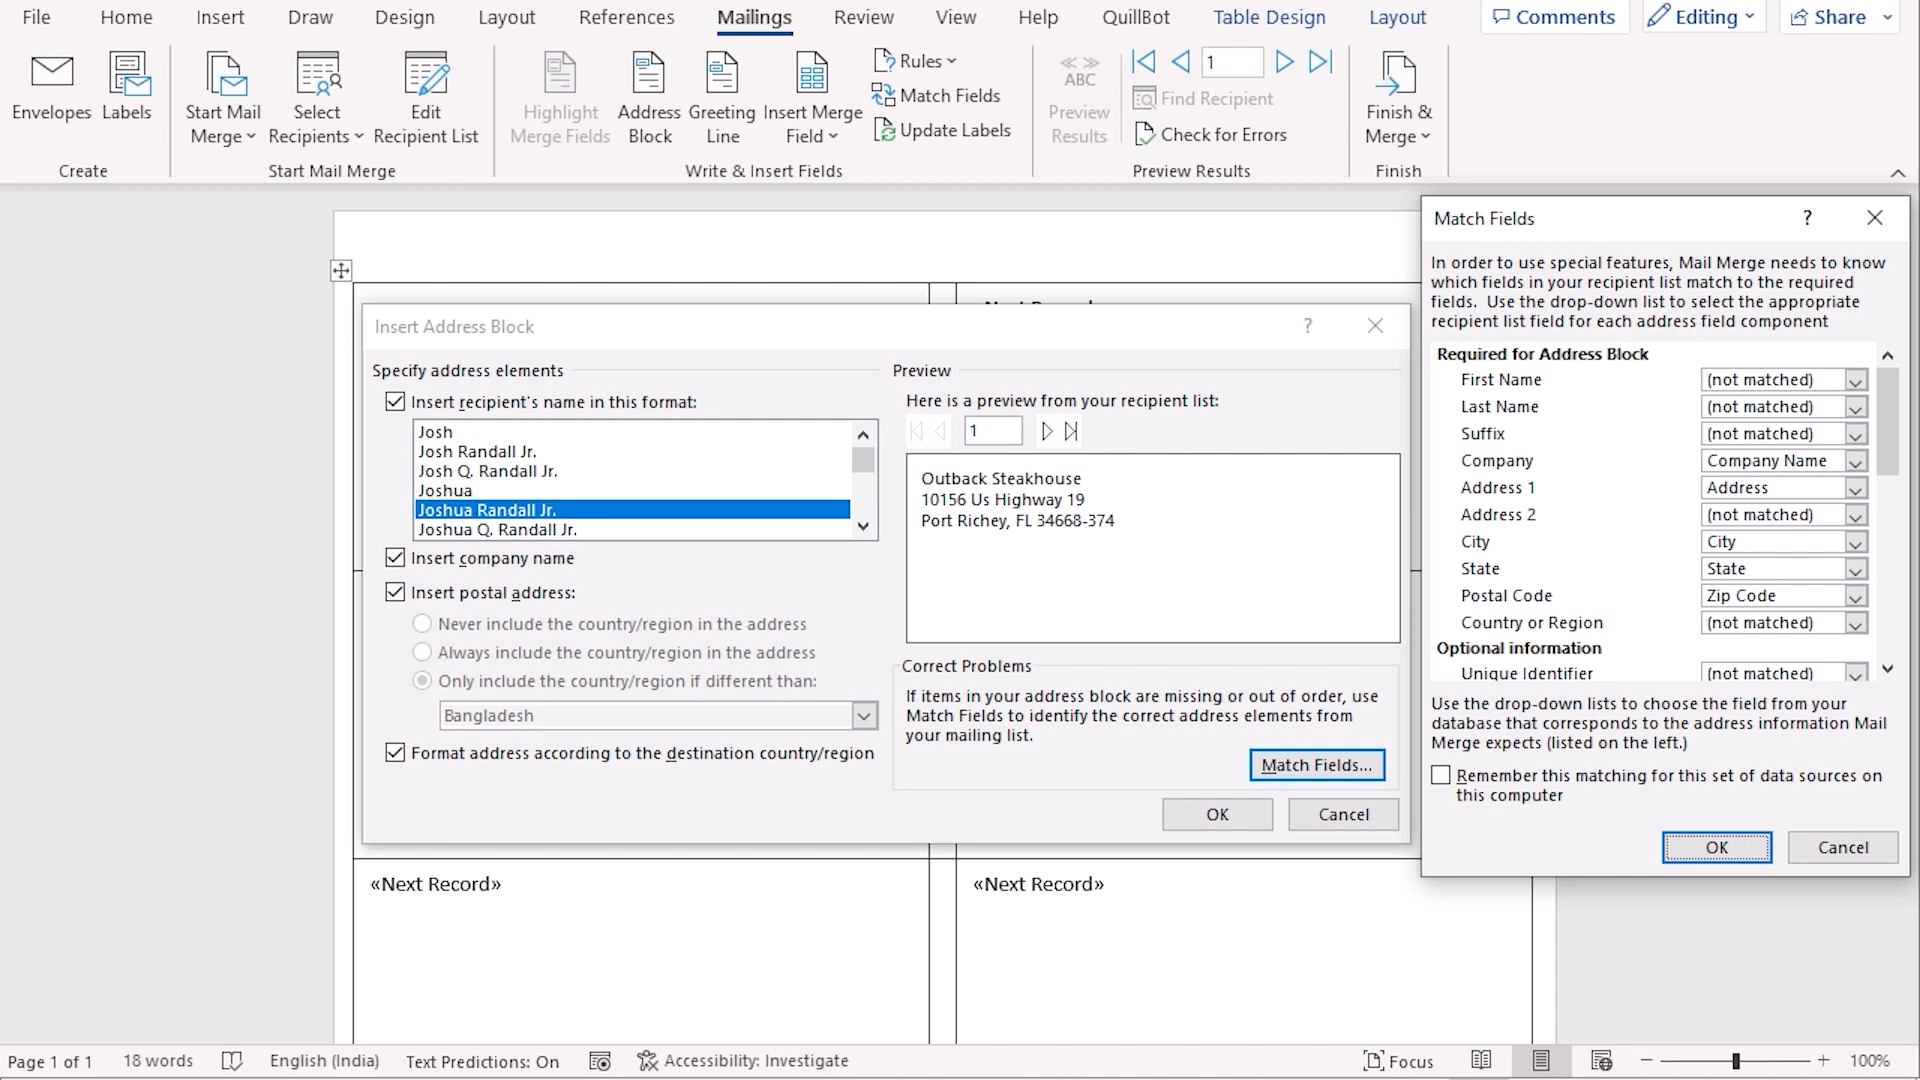 File Home Insert Draw Design Layout References Mailings Review View Help QuillBot Table Design Layout Comments Editing Share
Envelopes
Labels
Create
Start Mail
Merge
Select
Recipients
Edit
Recipient List
Start Mail Merge
Highlight
Merge Fields
Address
Block
Greeting
Line
Insert Merge
Field
Rules
Match Fields
Update Labels
Write & Insert Fields
ABC
Preview
Results
1
Find Recipient
Check for Errors
Preview Results
Finish &
Merge
Finish
Insert Address Block ?
Specify address elements
Insert recipient's name in this format:
Josh
Josh Randall Jr.
Josh Q. Randall Jr.
Joshua
Joshua Randall Jr.
Joshua Q. Randall Jr.
Insert company name
Insert postal address:
Never include the country/region in the address
Always include the country/region in the address
Only include the country/region if different than:
Bangladesh
Format address according to the destination country/region
Preview
Here is a preview from your recipient list:
1
Outback Steakhouse
10156 Us Highway 19
Port Richey, FL 34668-374
Correct Problems
If items in your address block are missing or out of order, use
Match Fields to identify the correct address elements from
your mailing list.
Match Fields...
OK Cancel
Match Fields ?
In order to use special features, Mail Merge needs to know
which fields in your recipient list match to the required
fields. Use the drop-down list to select the appropriate
recipient list field for each address field component
Required for Address Block
First Name (not matched)
Last Name (not matched)
Suffix (not matched)
Company Company Name
Address 1 Address
Address 2 (not matched)
City City
State State
Postal Code Zip Code
Country or Region (not matched)
Optional information
Unique Identifier (not matched)
Use the drop-down lists to choose the field from your
database that corresponds to the address information Mail
Merge expects (listed on the left.)
Remember this matching for this set of data sources on
this computer
OK Cancel
«Next Record» «Next Record»
Page 1 of 1 18 words English (India) Text Predictions: On Accessibility: Investigate Focus 100%